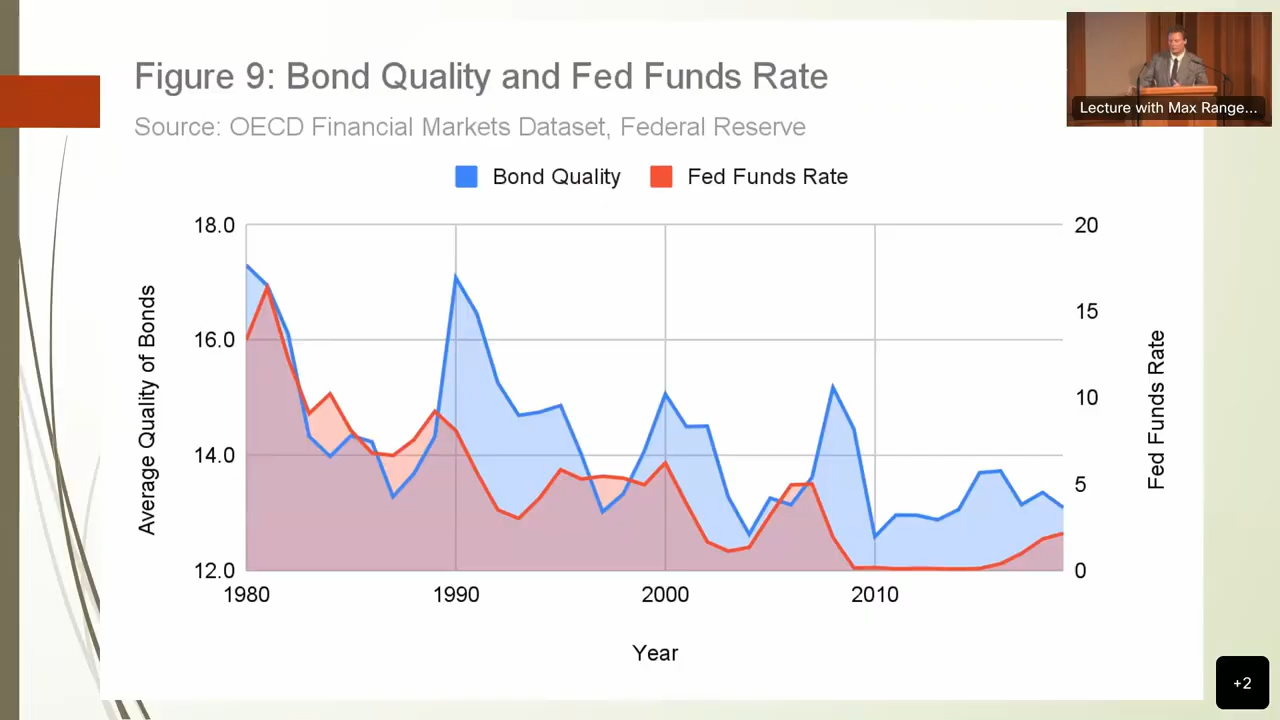 Figure 9: Bond Quality and Fed Funds Rate
Source: OECD Financial Markets Dataset, Federal Reserve
Lecture with Max Range...
Bond Quality
Fed Funds Rate
18.0
16.0
14.0
12.0
Average Quality of Bonds
20
15
10
5
0
Fed Funds Rate
1980
1990
2000
2010
Year
+2